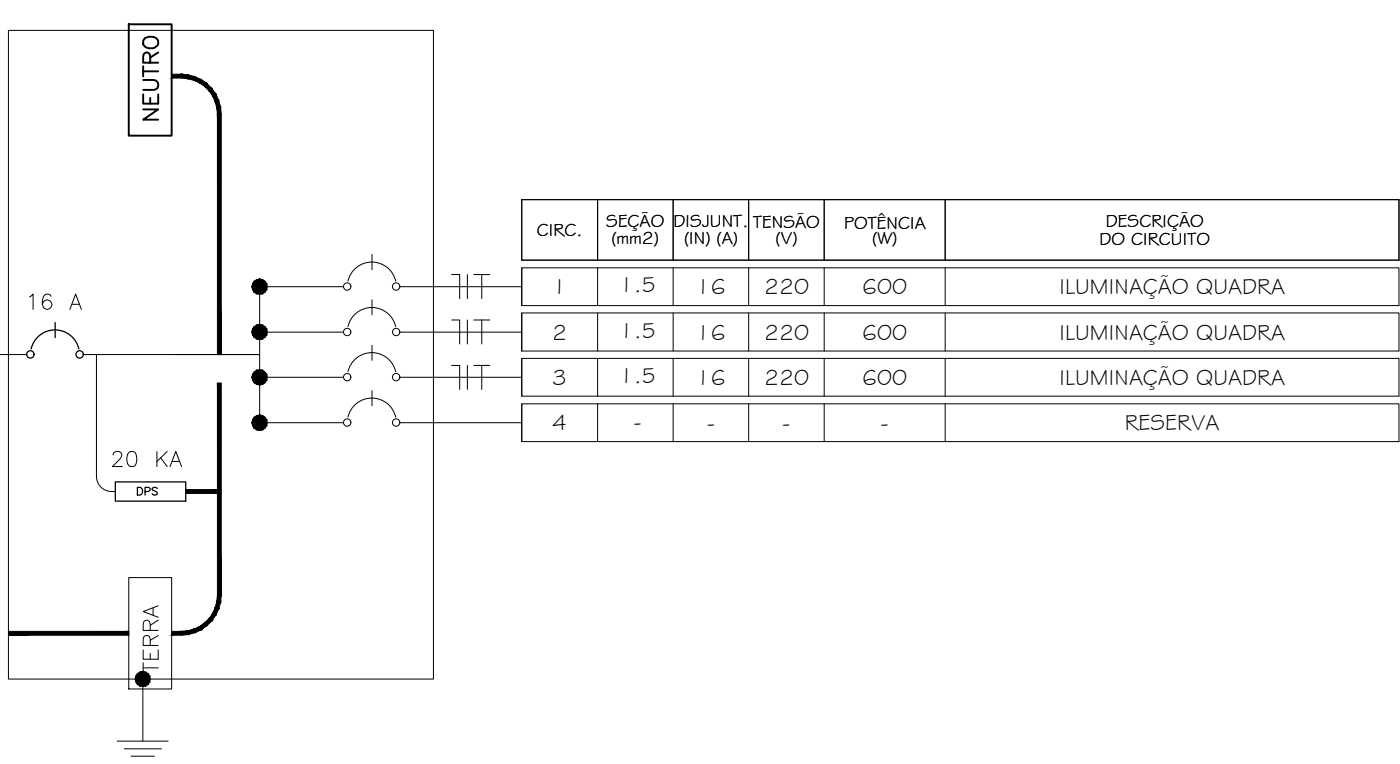 NEUTRO
16 A
20 KA
DPS
TERRA
CIRC. SEÇÃO (mm2) DISJUNT. (IN) (A) TENSÃO (V) POTÊNCIA (W) DESCRIÇÃO DO CIRCUITO
1 1.5 16 220 600 ILUMINAÇÃO QUADRA
2 1.5 16 220 600 ILUMINAÇÃO QUADRA
3 1.5 16 220 600 ILUMINAÇÃO QUADRA
4 - - - - RESERVA